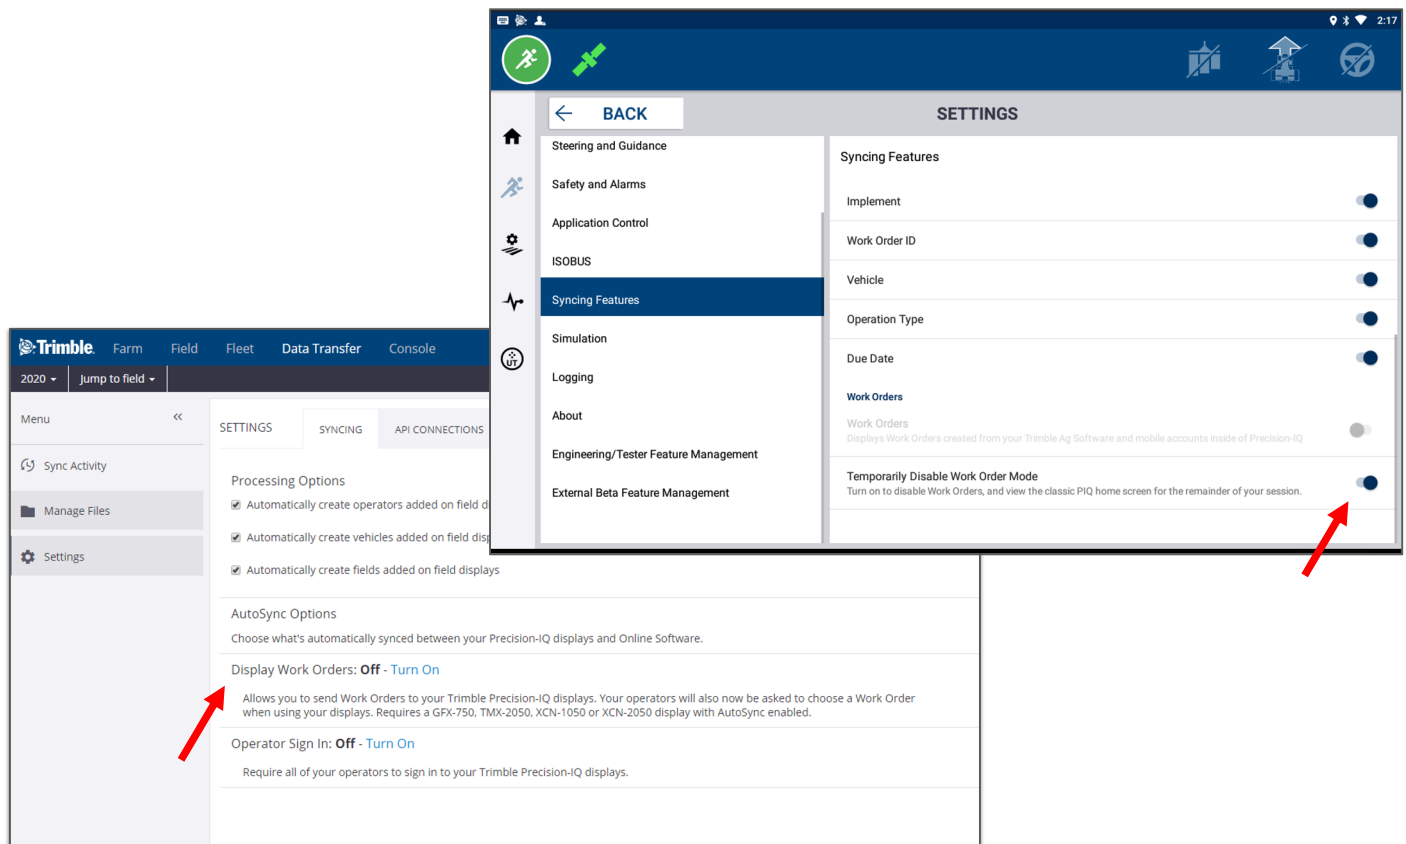 2:17
BACK
SETTINGS
Steering and Guidance
Safety and Alarms
Application Control
ISOBUS
Syncing Features
Simulation
Logging
About
Engineering/Tester Feature Management
External Beta Feature Management
Syncing Features
Implement
Work Order ID
Vehicle
Operation Type
Due Date
Work Orders
Work Orders
Displays Work Orders created from your Trimble Ag Software and mobile accounts inside of Precision-IQ
Temporarily Disable Work Order Mode
Turn on to disable Work Orders, and view the classic PIQ home screen for the remainder of your session.
UT
Trimble. Farm Field Fleet Data Transfer Console
2020 Jump to field
Menu
Sync Activity
Manage Files
Settings
SETTINGS SYNCING API CONNECTIONS
Processing Options
Automatically create operators added on field d
Automatically create vehicles added on field disp
Automatically create fields added on field displays
AutoSync Options
Choose what's automatically synced between your Precision-IQ displays and Online Software.
Display Work Orders: Off - Turn On
Allows you to send Work Orders to your Trimble Precision-IQ displays. Your operators will also now be asked to choose a Work Order
when using your displays. Requires a GFX-750, TMX-2050, XCN-1050 or XCN-2050 display with AutoSync enabled.
Operator Sign In: Off - Turn On
Require all of your operators to sign in to your Trimble Precision-IQ displays.